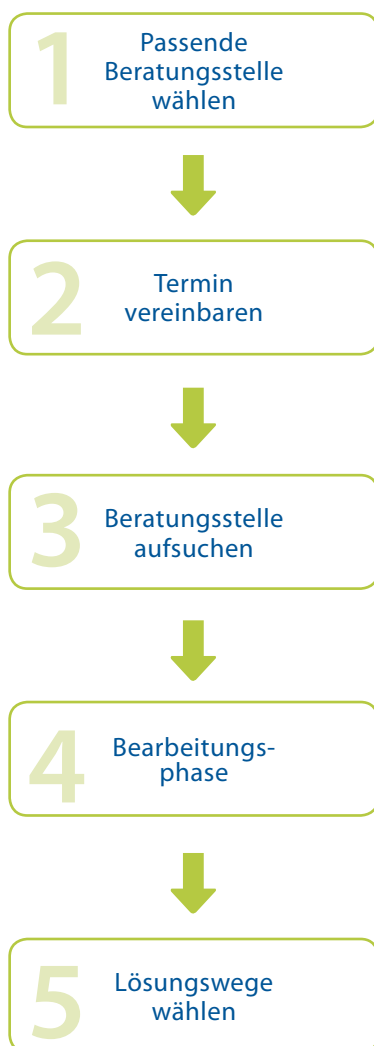 1
Passende
Beratungsstelle
wählen
2
Termin
vereinbaren
3
Beratungsstelle
aufsuchen
4
Bearbeitungs-
phase
5
Lösungswege
wählen